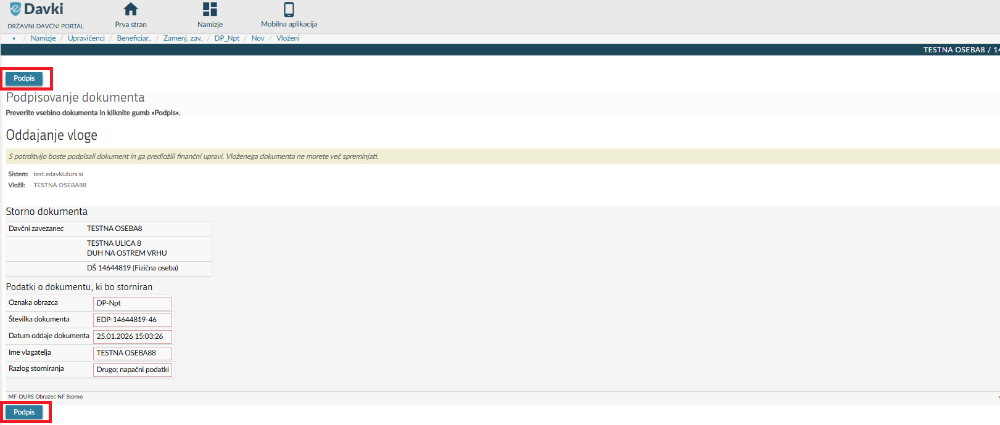 eDavki
DRŽAVNI DAVČNI PORTAL
Prva stran
Namizje
Mobilna aplikacija
/ Namizje / Upravičenci / Beneficiar.. / Zamenj. zav. / DP_Npt / Nov / Vloženi
TESTNA OSEBA8 / 14
Podpis
Podpisovanje dokumenta
Preverite vsebino dokumenta in kliknite gumb »Podpis«.
Oddajanje vloge
S potrditvijo boste podpisali dokument in ga predložili finančni upravi. Vloženega dokumenta ne morete več spreminjati.
Sistem: test.edavki.durs.si
Vložil: TESTNA OSEBA88
Storno dokumenta
Davčni zavezanec TESTNA OSEBA8
TESTNA ULICA 8
DUH NA OSTREM VRHU
DŠ 14644819 (Fizična oseba)
Podatki o dokumentu, ki bo storniran
Oznaka obrazca DP-Npt
Številka dokumenta EDP-14644819-46
Datum oddaje dokumenta 25.01.2026 15:03:26
Ime vlagatelja TESTNA OSEBA88
Razlog storniranja Drugo; napačni podatki
MF-DURS Obrazec NF Storno
Podpis